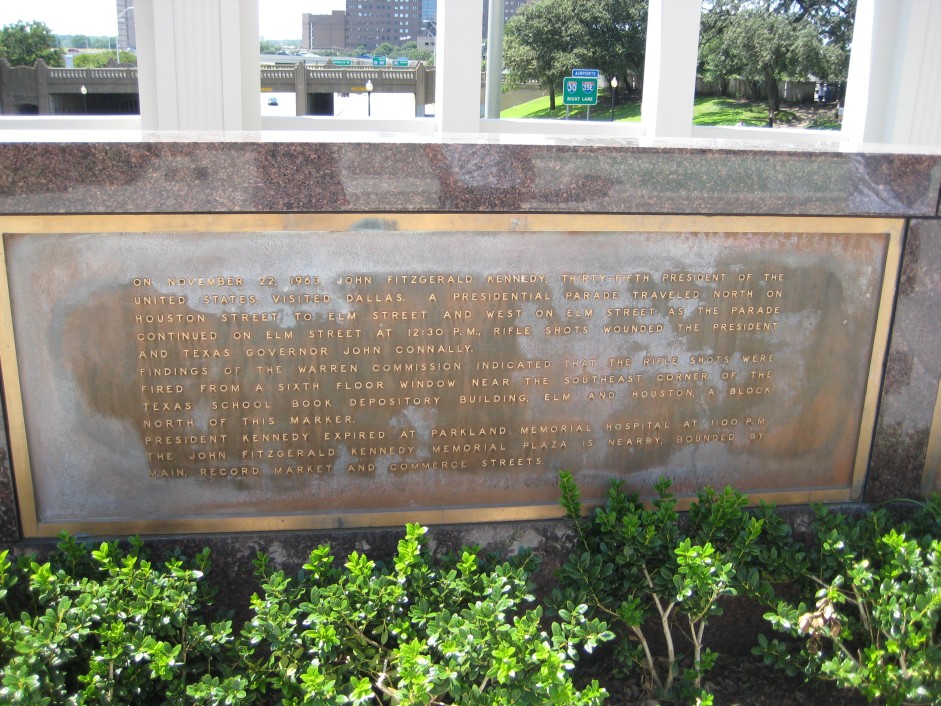 AIRPORTS
30 35E
RIGHT LANE
ON NOVEMBER 22, 1963, JOHN FITZGERALD KENNEDY, THIRTY-FIFTH PRESIDENT OF THE
UNITED STATES, VISITED DALLAS. A PRESIDENTIAL PARADE TRAVELED NORTH ON
HOUSTON STREET TO ELM STREET AND WEST ON ELM STREET. AS THE PARADE
CONTINUED ON ELM STREET AT 12:30 P.M., RIFLE SHOTS WOUNDED THE PRESIDENT
AND TEXAS GOVERNOR JOHN CONNALLY.
FINDINGS OF THE WARREN COMMISSION INDICATED THAT THE RIFLE SHOTS WERE
FIRED FROM A SIXTH FLOOR WINDOW NEAR THE SOUTHEAST CORNER OF THE
TEXAS SCHOOL BOOK DEPOSITORY BUILDING, ELM AND HOUSTON, A BLOCK
NORTH OF THIS MARKER.
PRESIDENT KENNEDY EXPIRED AT PARKLAND MEMORIAL HOSPITAL AT 1:00 P.M.
THE JOHN FITZGERALD KENNEDY MEMORIAL PLAZA IS NEARBY, BOUNDED BY
MAIN, RECORD, MARKET AND COMMERCE STREETS.